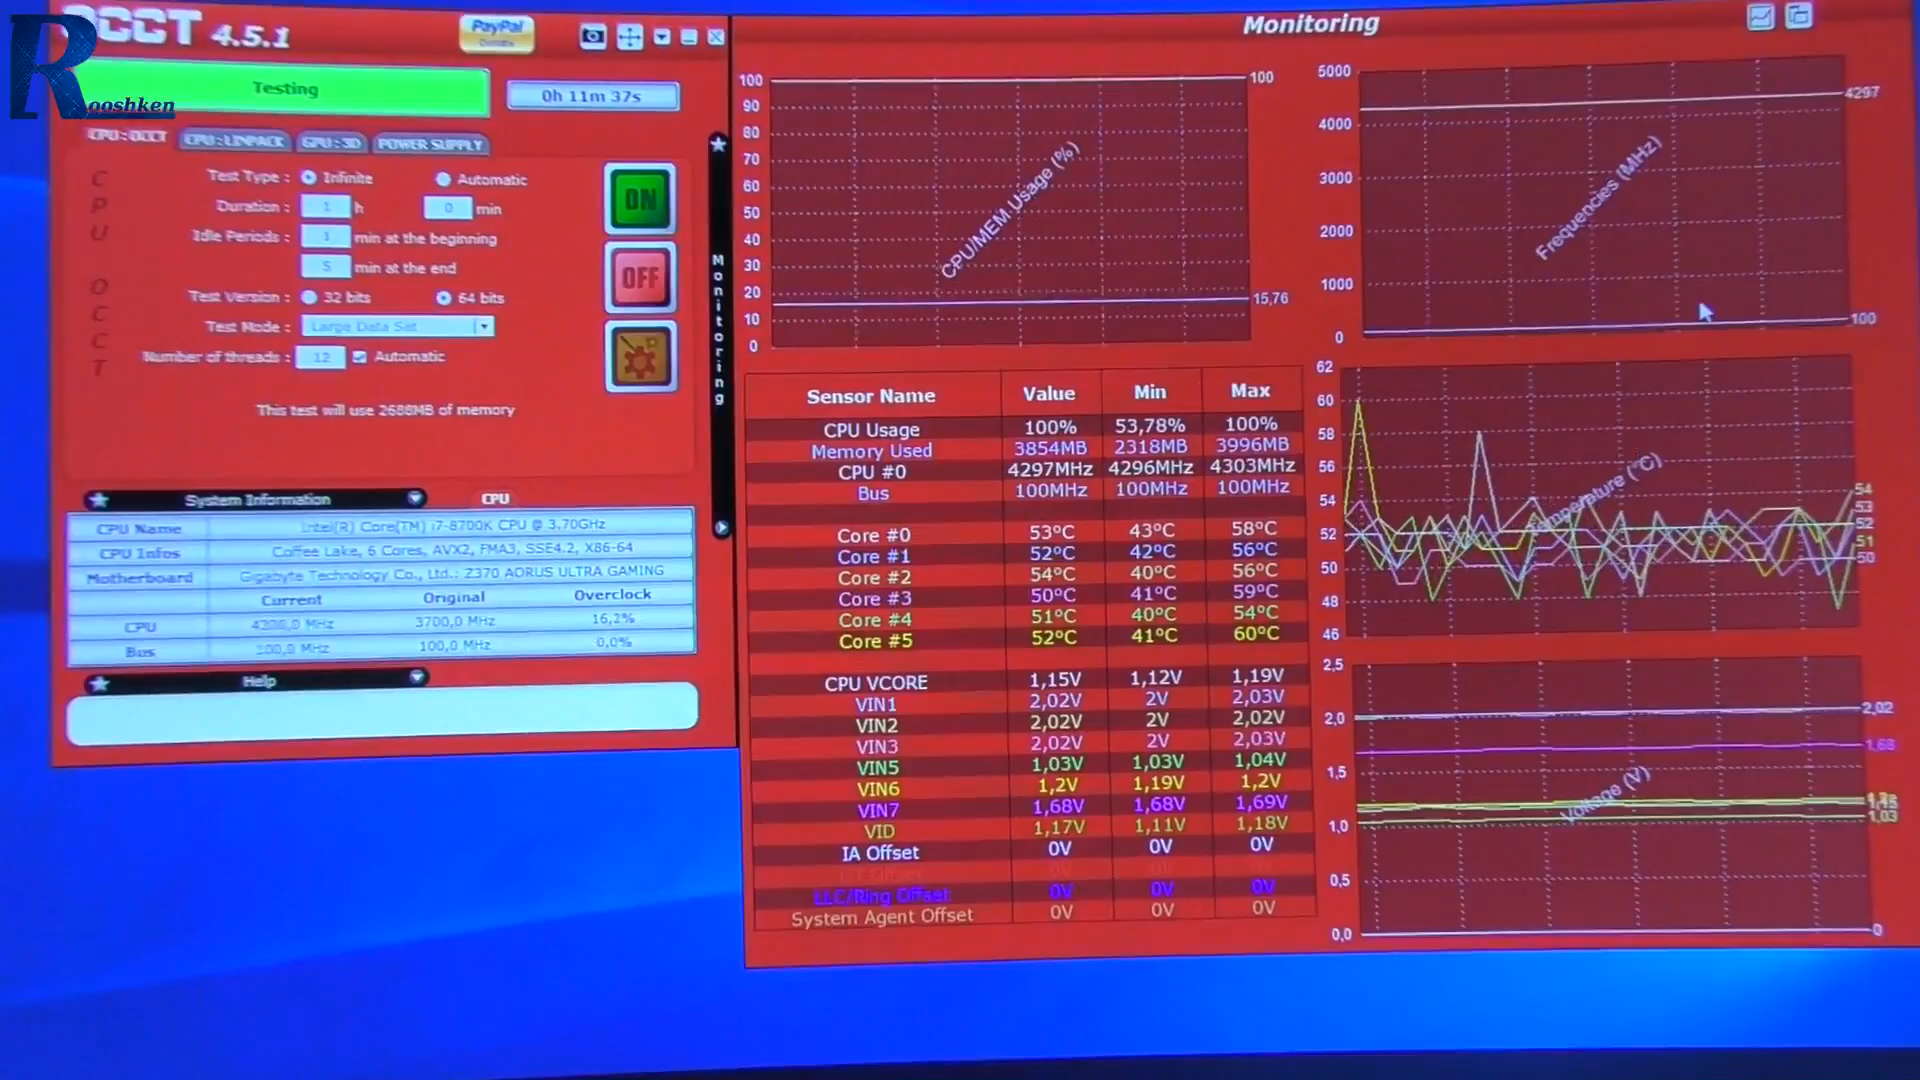 Rooshken
OCCT 4.5.1
PayPal
Donate
Testing
0h 11m 37s
CPU:OCCT CPU:LINPACK GPU:3D POWER SUPPLY
CPU OCCT
Test Type : Infinite Automatic
Duration : 1 h 0 min
Idle Periods : 1 min at the beginning
5 min at the end
Test Version : 32 bits 64 bits
Test Mode : Large Data Set
Number of threads : 12 Automatic
This test will use 2688MB of memory
ON
OFF
Monitoring
System Information CPU
CPU Name Intel(R) Core(TM) i7-8700K CPU @ 3.70GHz
CPU Infos Coffee Lake, 6 Cores, AVX2, FMA3, SSE4.2, X86-64
Motherboard Gigabyte Technology Co., Ltd.: Z370 AORUS ULTRA GAMING
Current Original Overclock
CPU MHz 3700,0 MHz 16,2%
Bus 100,0 MHz 100,0 MHz 0,0%
Help
Monitoring
100
90
80
70
60
50
40
30
20
10
0
CPU/MEM Usage (%)
100
15,76
5000
4000
3000
2000
1000
0
Frequencies (MHz)
4297
100
Sensor Name Value Min Max
CPU Usage 100% 53,78% 100%
Memory Used 3854MB 2318MB 3996MB
CPU #0 4297MHz 4296MHz 4303MHz
Bus 100MHz 100MHz 100MHz
Core #0 53°C 43°C 58°C
Core #1 52°C 42°C 56°C
Core #2 54°C 40°C 56°C
Core #3 50°C 41°C 59°C
Core #4 51°C 40°C 54°C
Core #5 52°C 41°C 60°C
CPU VCORE 1,15V 1,12V 1,19V
VIN1 2,02V 2V 2,03V
VIN2 2,02V 2V 2,02V
VIN3 2,02V 2V 2,03V
VIN5 1,03V 1,03V 1,04V
VIN6 1,2V 1,19V 1,2V
VIN7 1,68V 1,68V 1,69V
VID 1,17V 1,11V 1,18V
IA Offset 0V 0V 0V
LLC/Ring Offset 0V 0V 0V
System Agent Offset 0V 0V 0V
62
60
58
56
54
52
50
48
46
Temperature (°C)
54
53
52
51
50
2,5
2,0
1,5
1,0
0,5
0,0
Voltage (V)
2,02
1,68
1,03
0